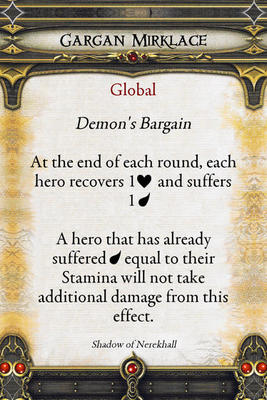 Gargan Mirklace
Global
Demon's Bargain
At the end of each round, each
hero recovers 1♥ and suffers
1
A hero that has already
suffered equal to their
Stamina will not take
additional damage from this
effect.
Shadow of Nerekhall